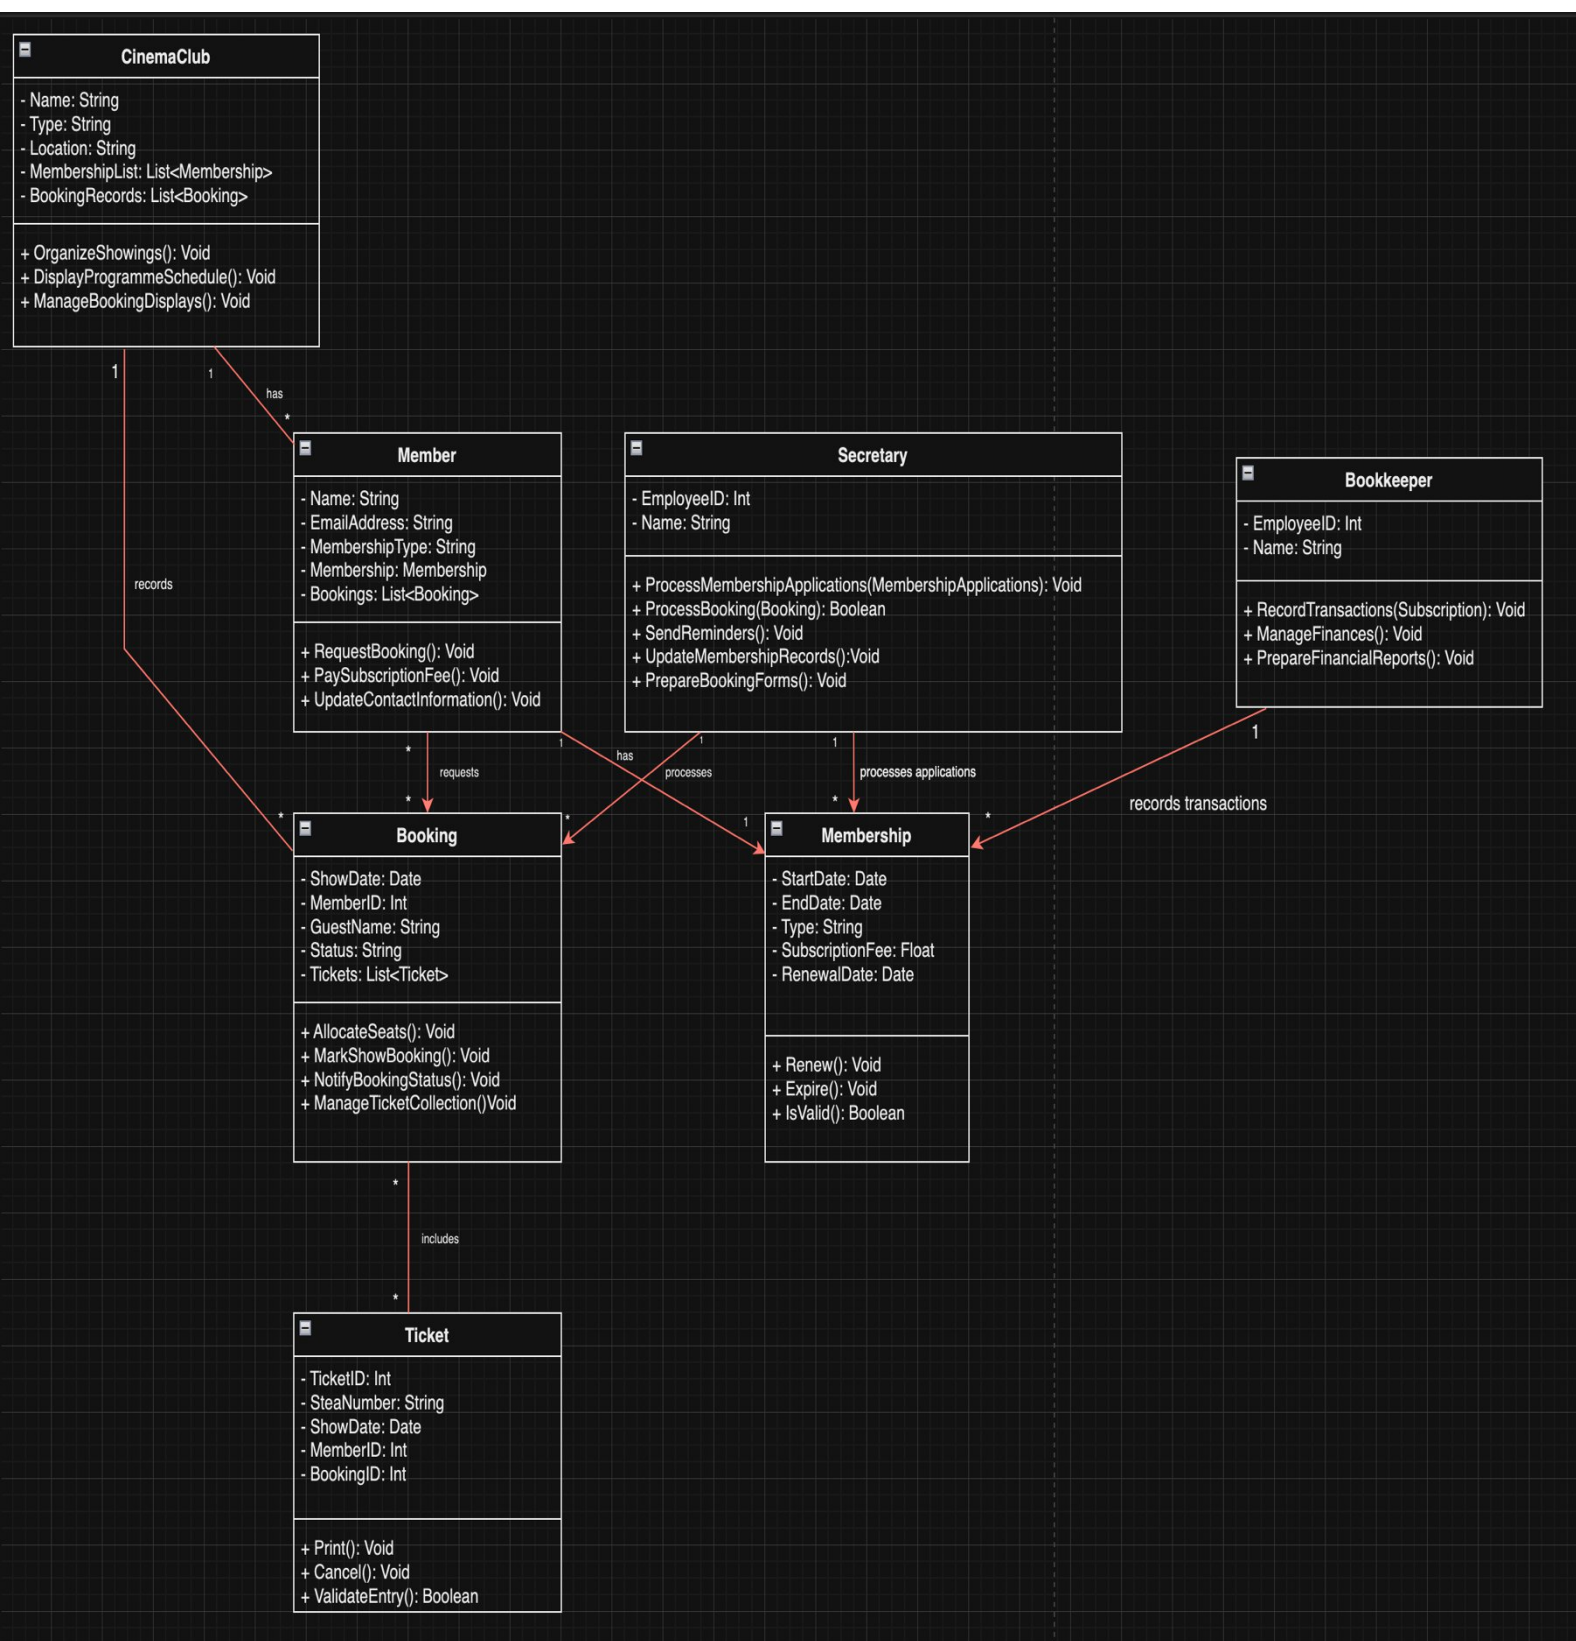 CinemaClub
- Name: String
- Type: String
- Location: String
- MembershipList: List<Membership>
- BookingRecords: List<Booking>
+ OrganizeShowings(): Void
+ DisplayProgrammeSchedule(): Void
+ ManageBookingDisplays(): Void
1
1
has
*
records
*
Member
- Name: String
- EmailAddress: String
- MembershipType: String
- Membership: Membership
- Bookings: List<Booking>
+ RequestBooking(): Void
+ PaySubscriptionFee(): Void
+ UpdateContactInformation(): Void
Secretary
- EmployeeID: Int
- Name: String
+ ProcessMembershipApplications(MembershipApplications): Void
+ ProcessBooking(Booking): Boolean
+ SendReminders(): Void
+ UpdateMembershipRecords():Void
+ PrepareBookingForms(): Void
Bookkeeper
- EmployeeID: Int
- Name: String
+ RecordTransactions(Subscription): Void
+ ManageFinances(): Void
+ PrepareFinancialReports(): Void
*
requests
*
1
has
1
1
processes
*
1
processes applications
*
1
records transactions
*
Booking
- ShowDate: Date
- MemberID: Int
- GuestName: String
- Status: String
- Tickets: List<Ticket>
+ AllocateSeats(): Void
+ MarkShowBooking(): Void
+ NotifyBookingStatus(): Void
+ ManageTicketCollection()Void
Membership
- StartDate: Date
- EndDate: Date
- Type: String
- SubscriptionFee: Float
- RenewalDate: Date
+ Renew(): Void
+ Expire(): Void
+ IsValid(): Boolean
*
includes
*
Ticket
- TicketID: Int
- SteaNumber: String
- ShowDate: Date
- MemberID: Int
- BookingID: Int
+ Print(): Void
+ Cancel(): Void
+ ValidateEntry(): Boolean